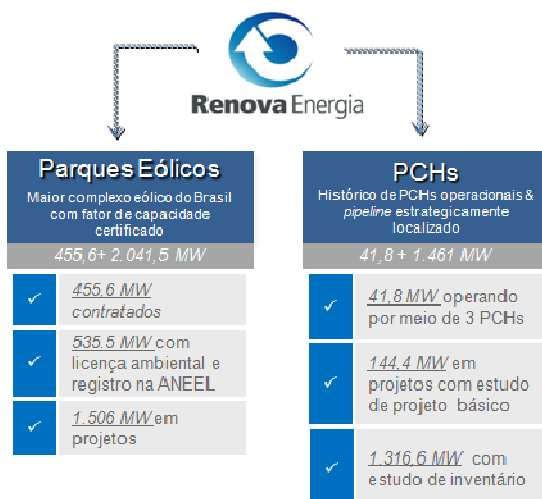 Renova Energia
Parques Eólicos
Maior complexo eólico do Brasil
com fator de capacidade
certificado
455,6+ 2.041,5 MW
455,6 MW
contratados
535,5 MW com
licença ambiental e
registro na ANEEL
1.506 MW em
projetos
PCHs
Histórico de PCHs operacionais &
pipeline estrategicamente
localizado
41,8 + 1.461 MW
41,8 MW operando
por meio de 3 PCHs
144,4 MW em
projetos com estudo
de projeto básico
1.316,6 MW com
estudo de inventário